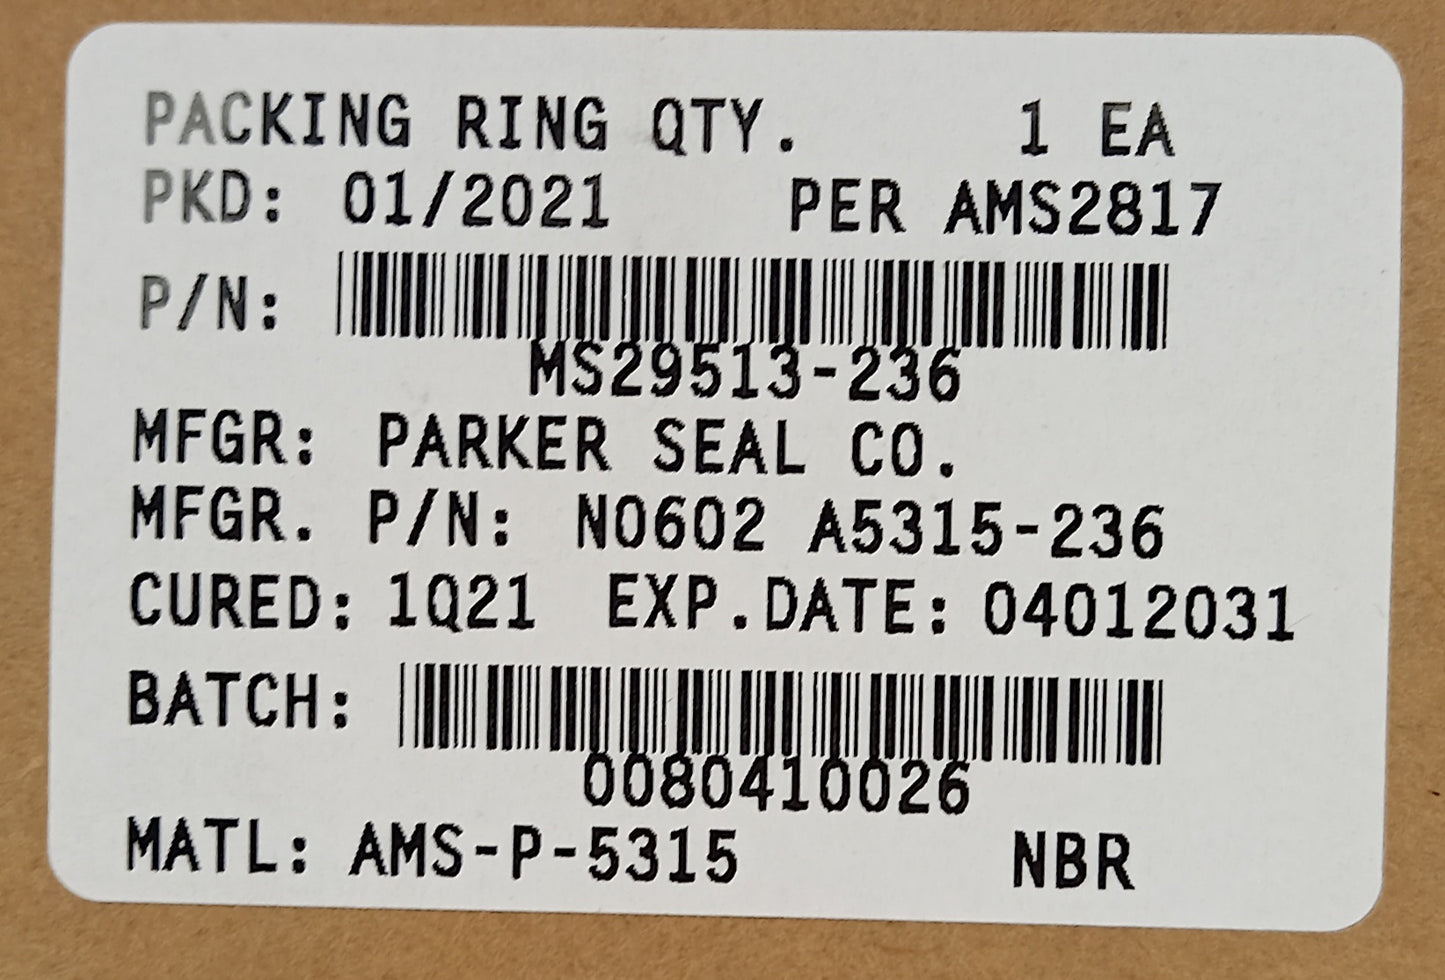 PACKING RING QTY. 1 EA
PKD: 01/2021 PER AMS2817
P/N:
MS29513-236
MFGR: PARKER SEAL CO.
MFGR. P/N: N0602 A5315-236
CURED: 1Q21 EXP.DATE: 04012031
BATCH:
0080410026
MATL: AMS-P-5315 NBR